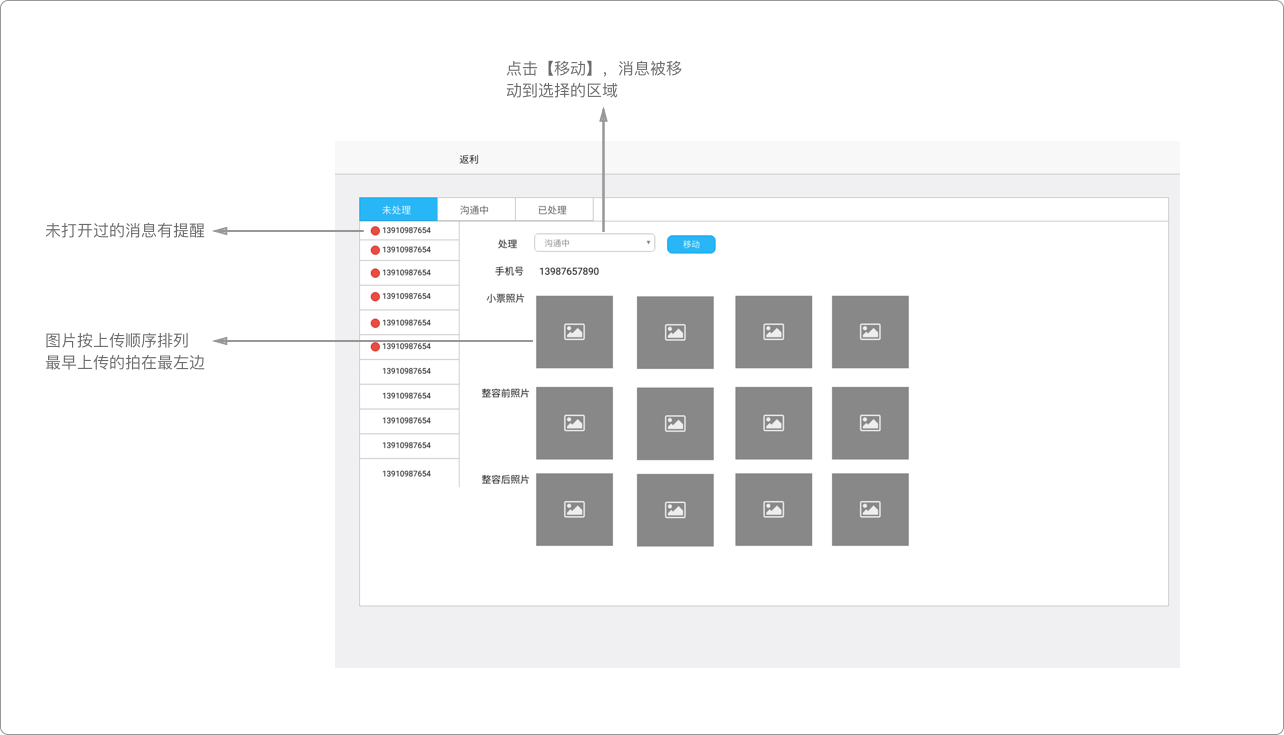 点击【移动】，消息被移
动到选择的区域
返利
未处理
沟通中
已处理
未打开过的消息有提醒
13910987654
13910987654
13910987654
13910987654
13910987654
13910987654
13910987654
13910987654
13910987654
13910987654
13910987654
处理
沟通中
移动
手机号
13987657890
小票照片
图片按上传顺序排列
最早上传的拍在最左边
整容前照片
整容后照片